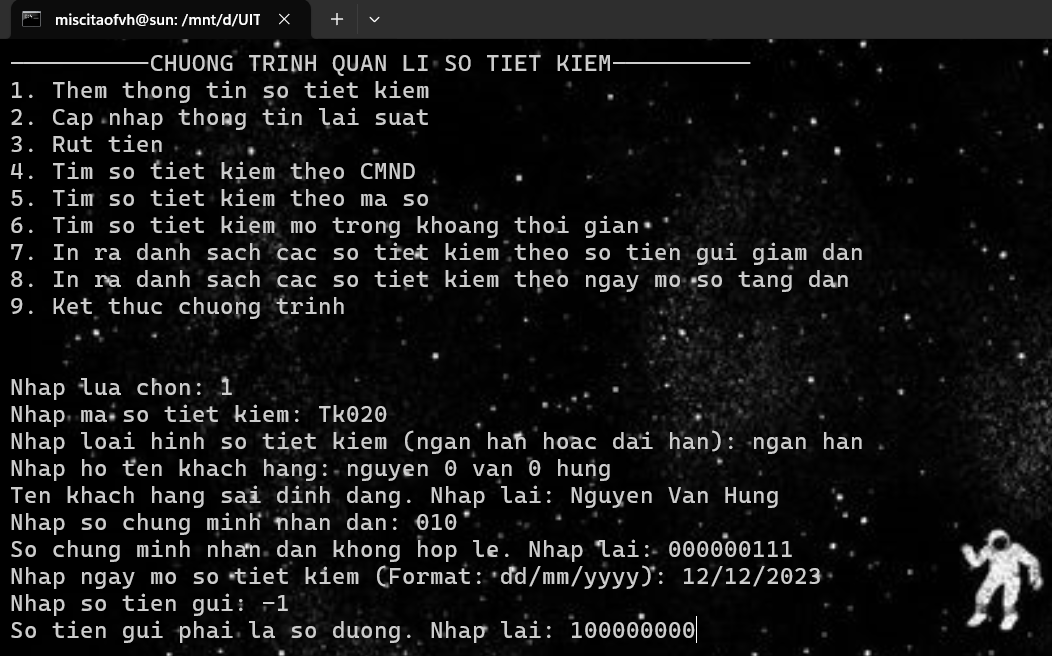 miscitaofvh@sun: /mnt/d/UIT
──────────CHUONG TRINH QUAN LI SO TIET KIEM──────────
1. Them thong tin so tiet kiem
2. Cap nhap thong tin lai suat
3. Rut tien
4. Tim so tiet kiem theo CMND
5. Tim so tiet kiem theo ma so
6. Tim so tiet kiem mo trong khoang thoi gian
7. In ra danh sach cac so tiet kiem theo so tien gui giam dan
8. In ra danh sach cac so tiet kiem theo ngay mo so tang dan
9. Ket thuc chuong trinh
Nhap lua chon: 1
Nhap ma so tiet kiem: Tk020
Nhap loai hinh so tiet kiem (ngan han hoac dai han): ngan han
Nhap ho ten khach hang: nguyen 0 van 0 hung
Ten khach hang sai dinh dang. Nhap lai: Nguyen Van Hung
Nhap so chung minh nhan dan: 010
So chung minh nhan dan khong hop le. Nhap lai: 000000111
Nhap ngay mo so tiet kiem (Format: dd/mm/yyyy): 12/12/2023
Nhap so tien gui: -1
So tien gui phai la so duong. Nhap lai: 100000000